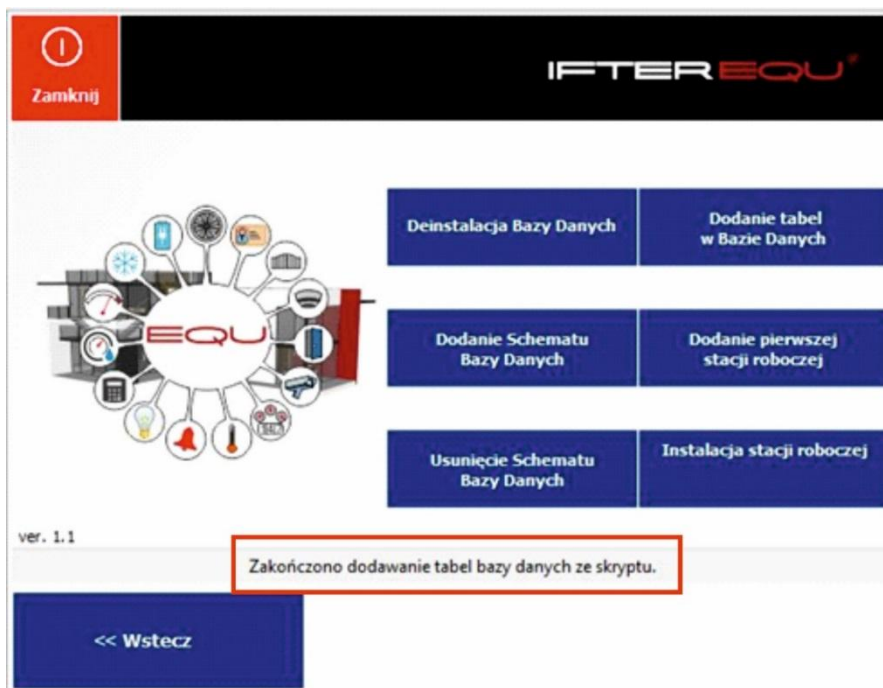 Zamknij
IFTER EQU
Deinstalacja Bazy Danych
Dodanie tabel
w Bazie Danych
EQU
Dodanie Schematu
Bazy Danych
Dodanie pierwszej
stacji roboczej
Usunięcie Schematu
Bazy Danych
Instalacja stacji roboczej
ver. 1.1
Zakończono dodawanie tabel bazy danych ze skryptu.
<< Wstecz